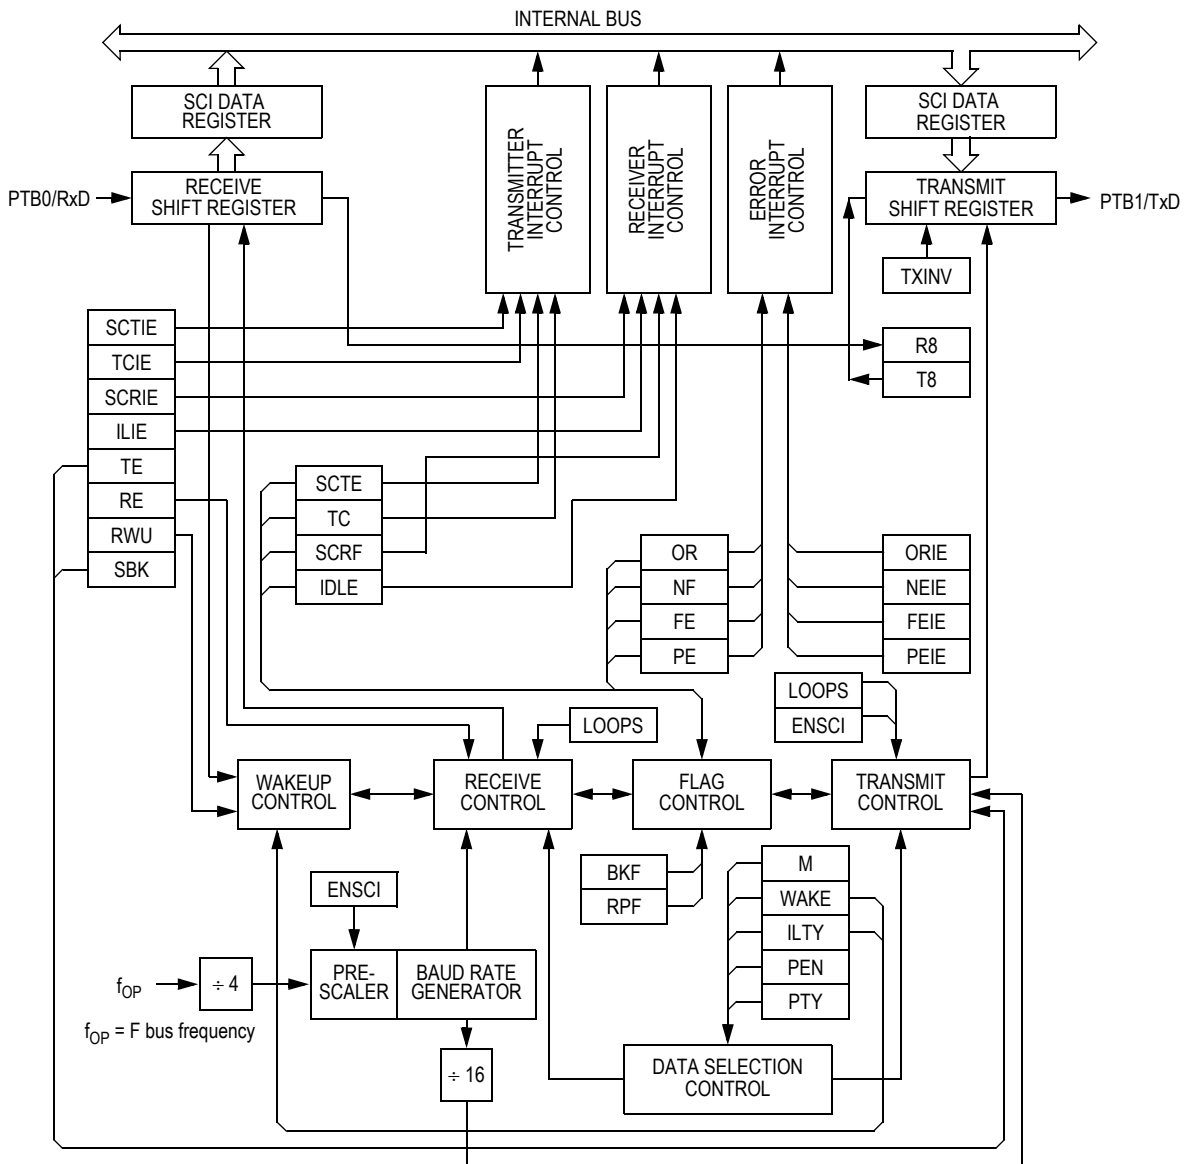 INTERNAL BUS
SCI DATA
REGISTER
SCI DATA
REGISTER
TRANSMITTER
INTERRUPT
CONTROL
RECEIVER
INTERRUPT
CONTROL
ERROR
INTERRUPT
CONTROL
PTB0/RxD
RECEIVE
SHIFT REGISTER
TRANSMIT
SHIFT REGISTER
PTB1/TxD
TXINV
SCTIE
TCIE
SCRIE
ILIE
TE
RE
RWU
SBK
R8
T8
SCTE
TC
SCRF
IDLE
OR
NF
FE
PE
ORIE
NEIE
FEIE
PEIE
LOOPS
LOOPS
ENSCI
WAKEUP
CONTROL
RECEIVE
CONTROL
FLAG
CONTROL
TRANSMIT
CONTROL
BKF
RPF
M
WAKE
ILTY
PEN
PTY
ENSCI
fOP
÷ 4
PRE-
SCALER
BAUD RATE
GENERATOR
fOP = F bus frequency
÷ 16
DATA SELECTION
CONTROL